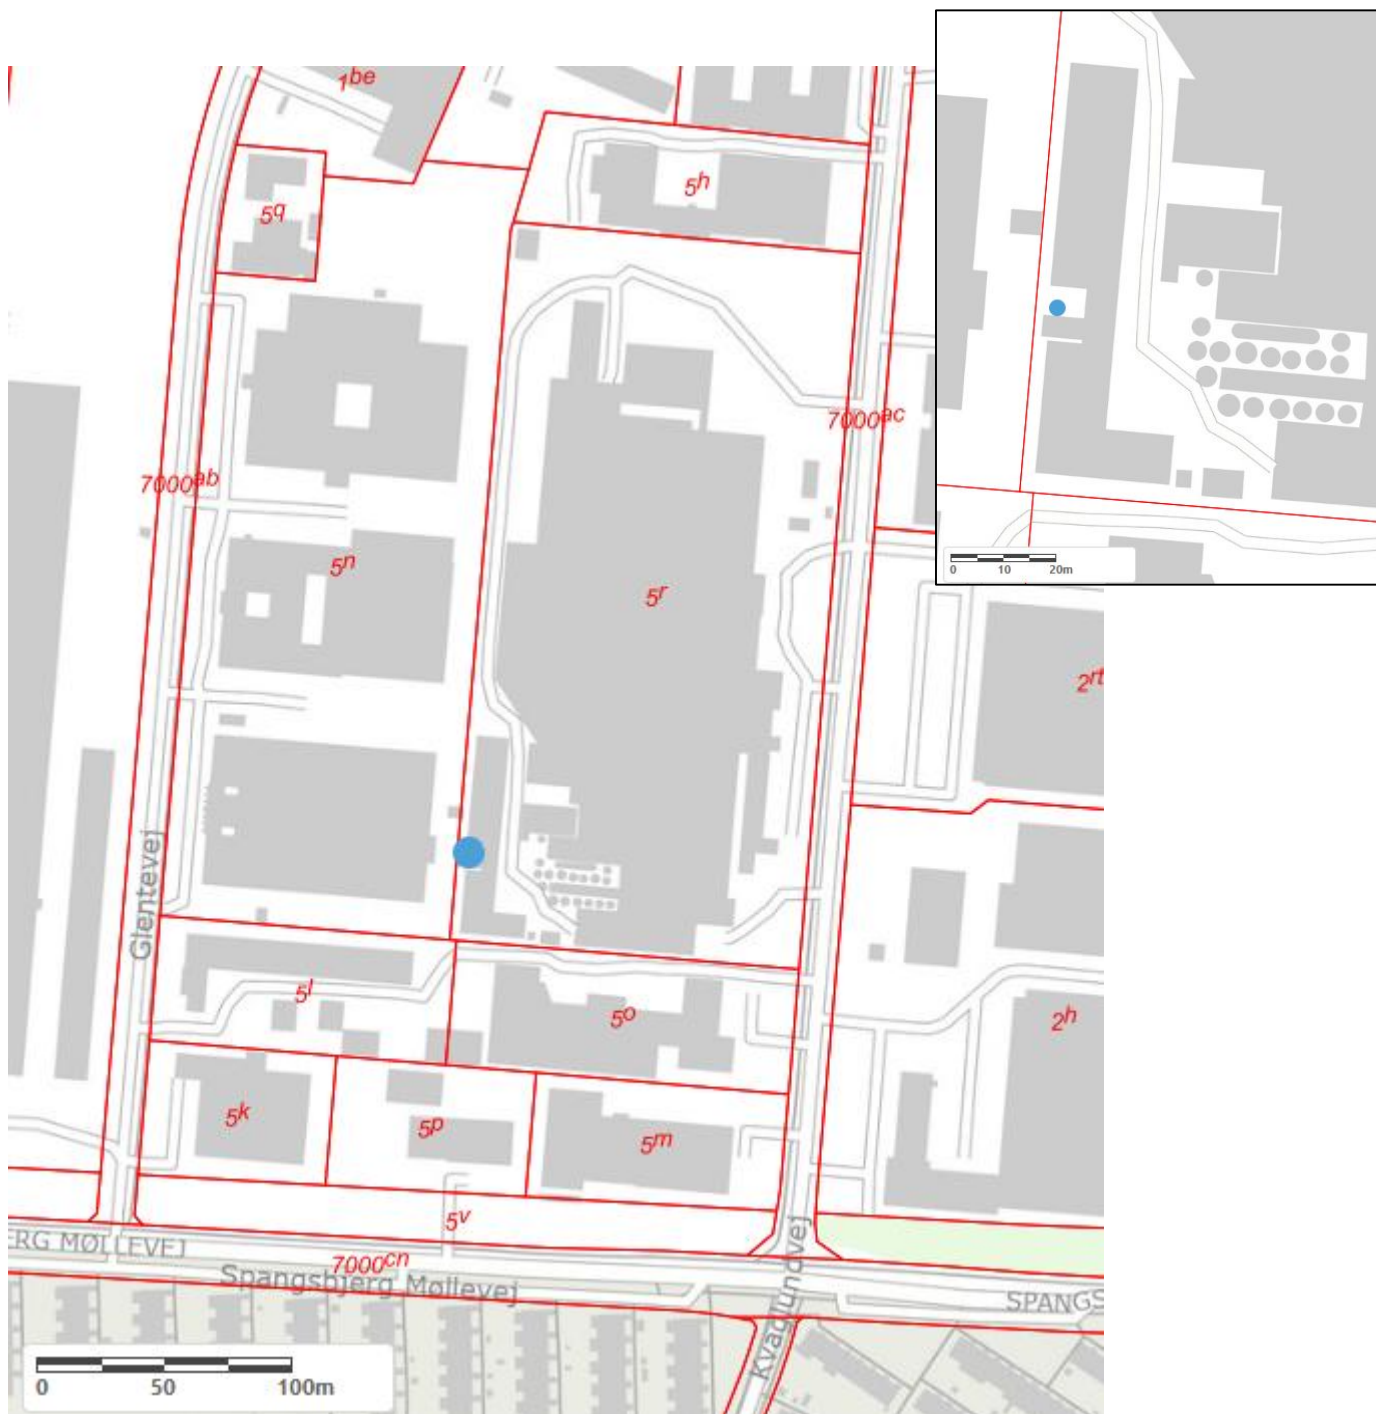 1be
5h
5q
7000ac
7000ab
5n
5r
0 10 20m
2rt
Glentevej
5l
5o
2h
5k
5p
5m
5v
RG MØLLEVEJ
7000cn
Spangsbjerg Møllevej
SPANGS
Kvaglundvej
0 50 100m